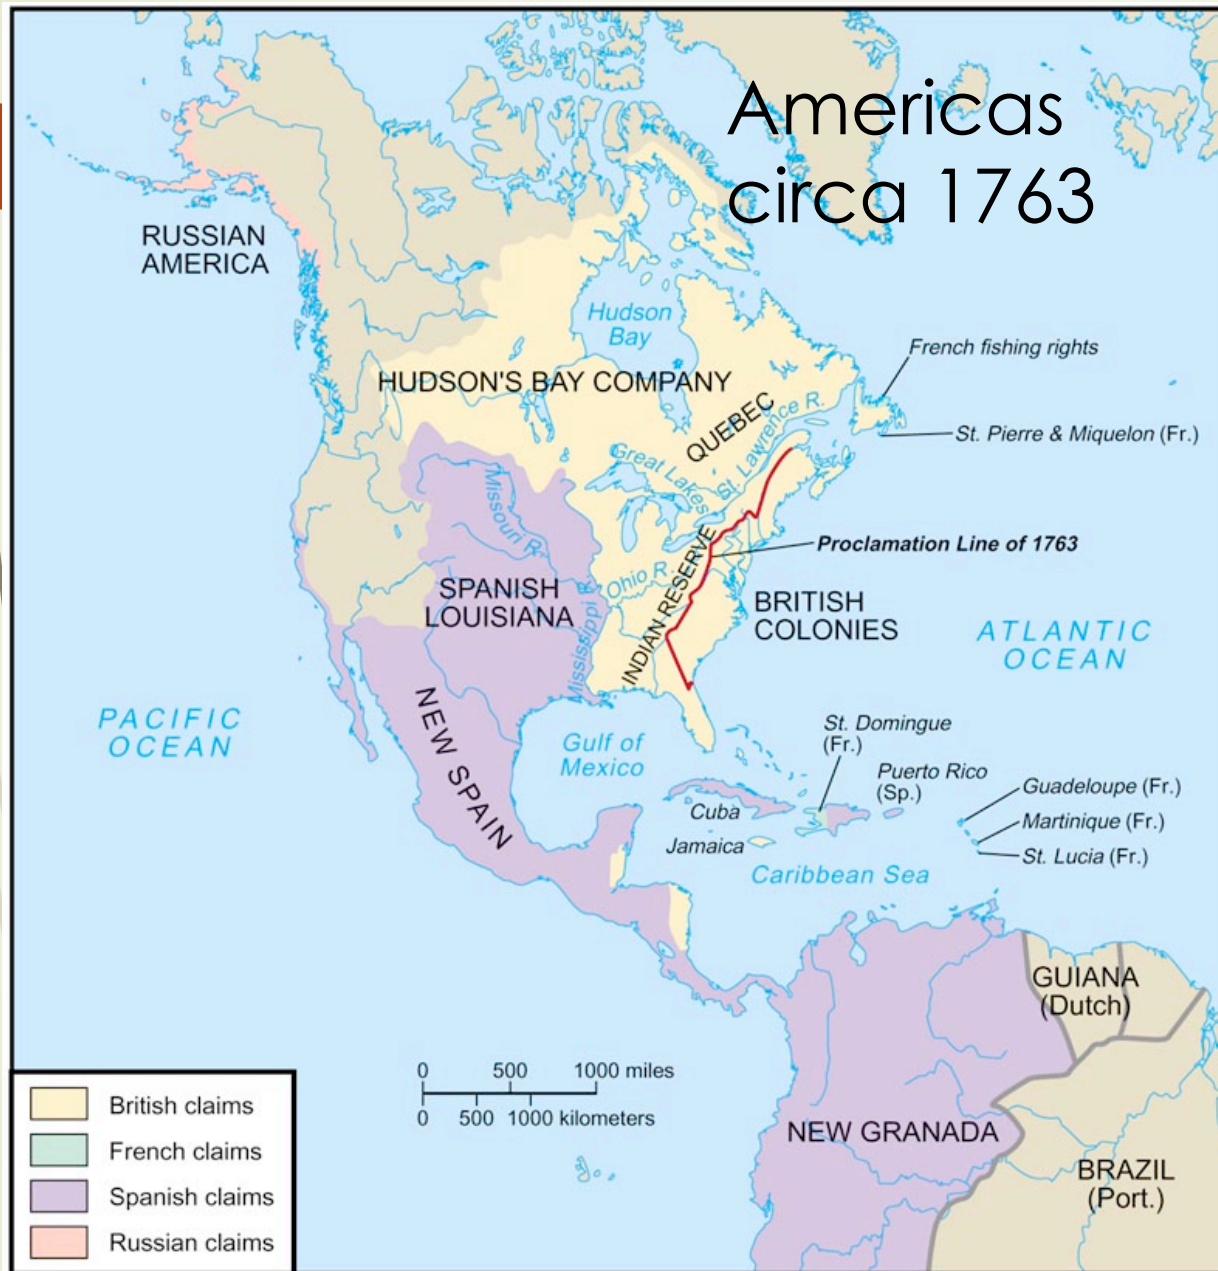 Americas
circa 1763
RUSSIAN
AMERICA
Hudson
Bay
French fishing rights
HUDSON'S BAY COMPANY
QUEBEC
St. Lawrence R.
St. Pierre & Miquelon (Fr.)
Great Lakes
Missouri R.
Proclamation Line of 1763
Ohio R.
INDIAN RESERVE
SPANISH
LOUISIANA
Mississippi R.
BRITISH
COLONIES
ATLANTIC
OCEAN
PACIFIC
OCEAN
NEW SPAIN
Gulf of
Mexico
St. Domingue
(Fr.)
Puerto Rico
(Sp.)
Guadeloupe (Fr.)
Cuba
Martinique (Fr.)
Jamaica
St. Lucia (Fr.)
Caribbean Sea
GUIANA
(Dutch)
0 500 1000 miles
0 500 1000 kilometers
NEW GRANADA
BRAZIL
(Port.)
British claims
French claims
Spanish claims
Russian claims